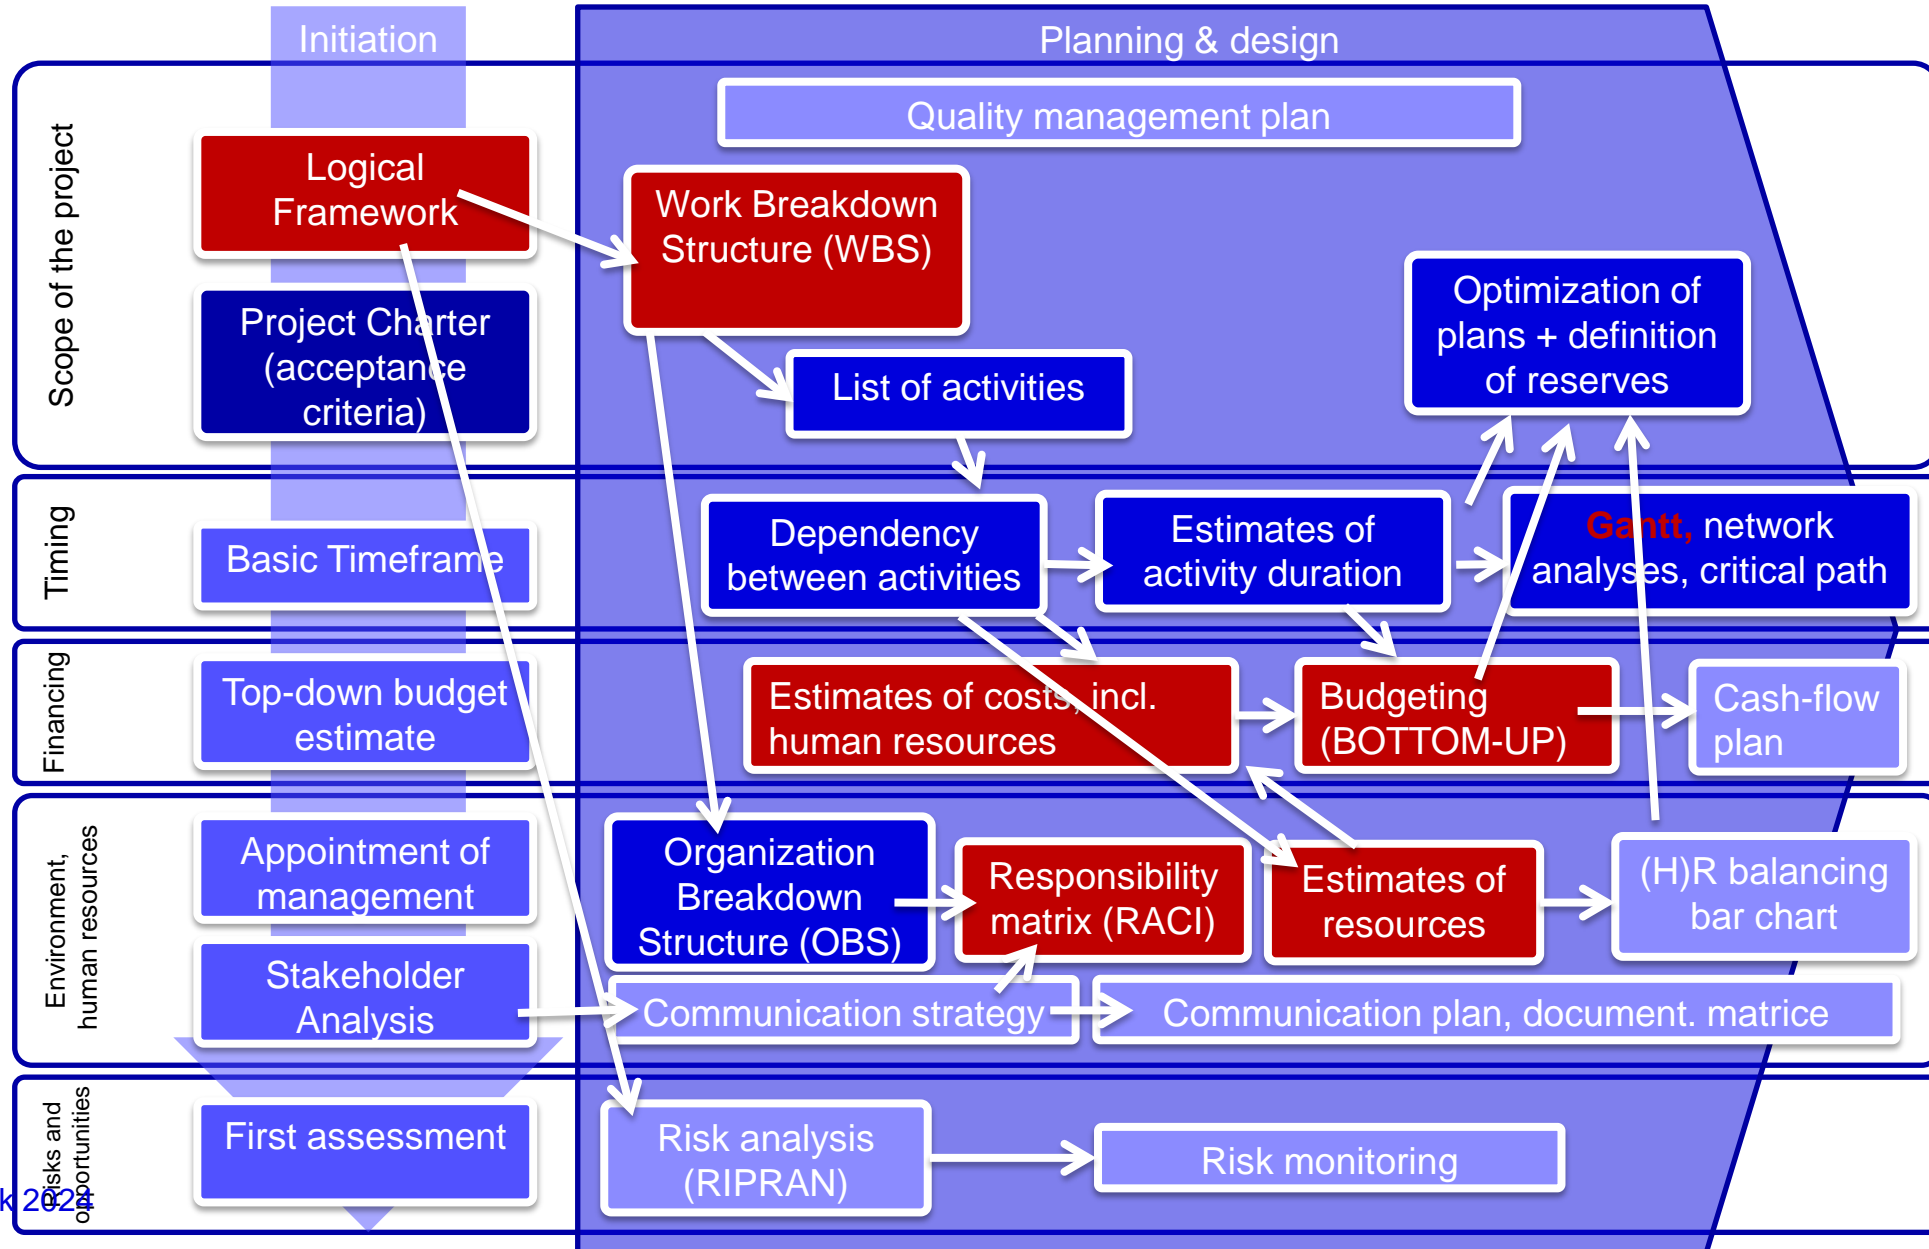 Initiation
Planning & design
Scope of the project
Quality management plan
Logical
Framework
Work Breakdown
Structure (WBS)
Project Charter
(acceptance
criteria)
List of activities
Optimization of
plans + definition
of reserves
Timing
Basic Timeframe
Dependency
between activities
Estimates of
activity duration
Gantt, network
analyses, critical path
Financing
Top-down budget
estimate
Estimates of costs, incl.
human resources
Budgeting
(BOTTOM-UP)
Cash-flow
plan
Environment,
human resources
Appointment of
management
Organization
Breakdown
Structure (OBS)
Responsibility
matrix (RACI)
Estimates of
resources
(H)R balancing
bar chart
Stakeholder
Analysis
Communication strategy
Communication plan, document. matrice
Risks and
opportunities
First assessment
Risk analysis
(RIPRAN)
Risk monitoring
k 2024